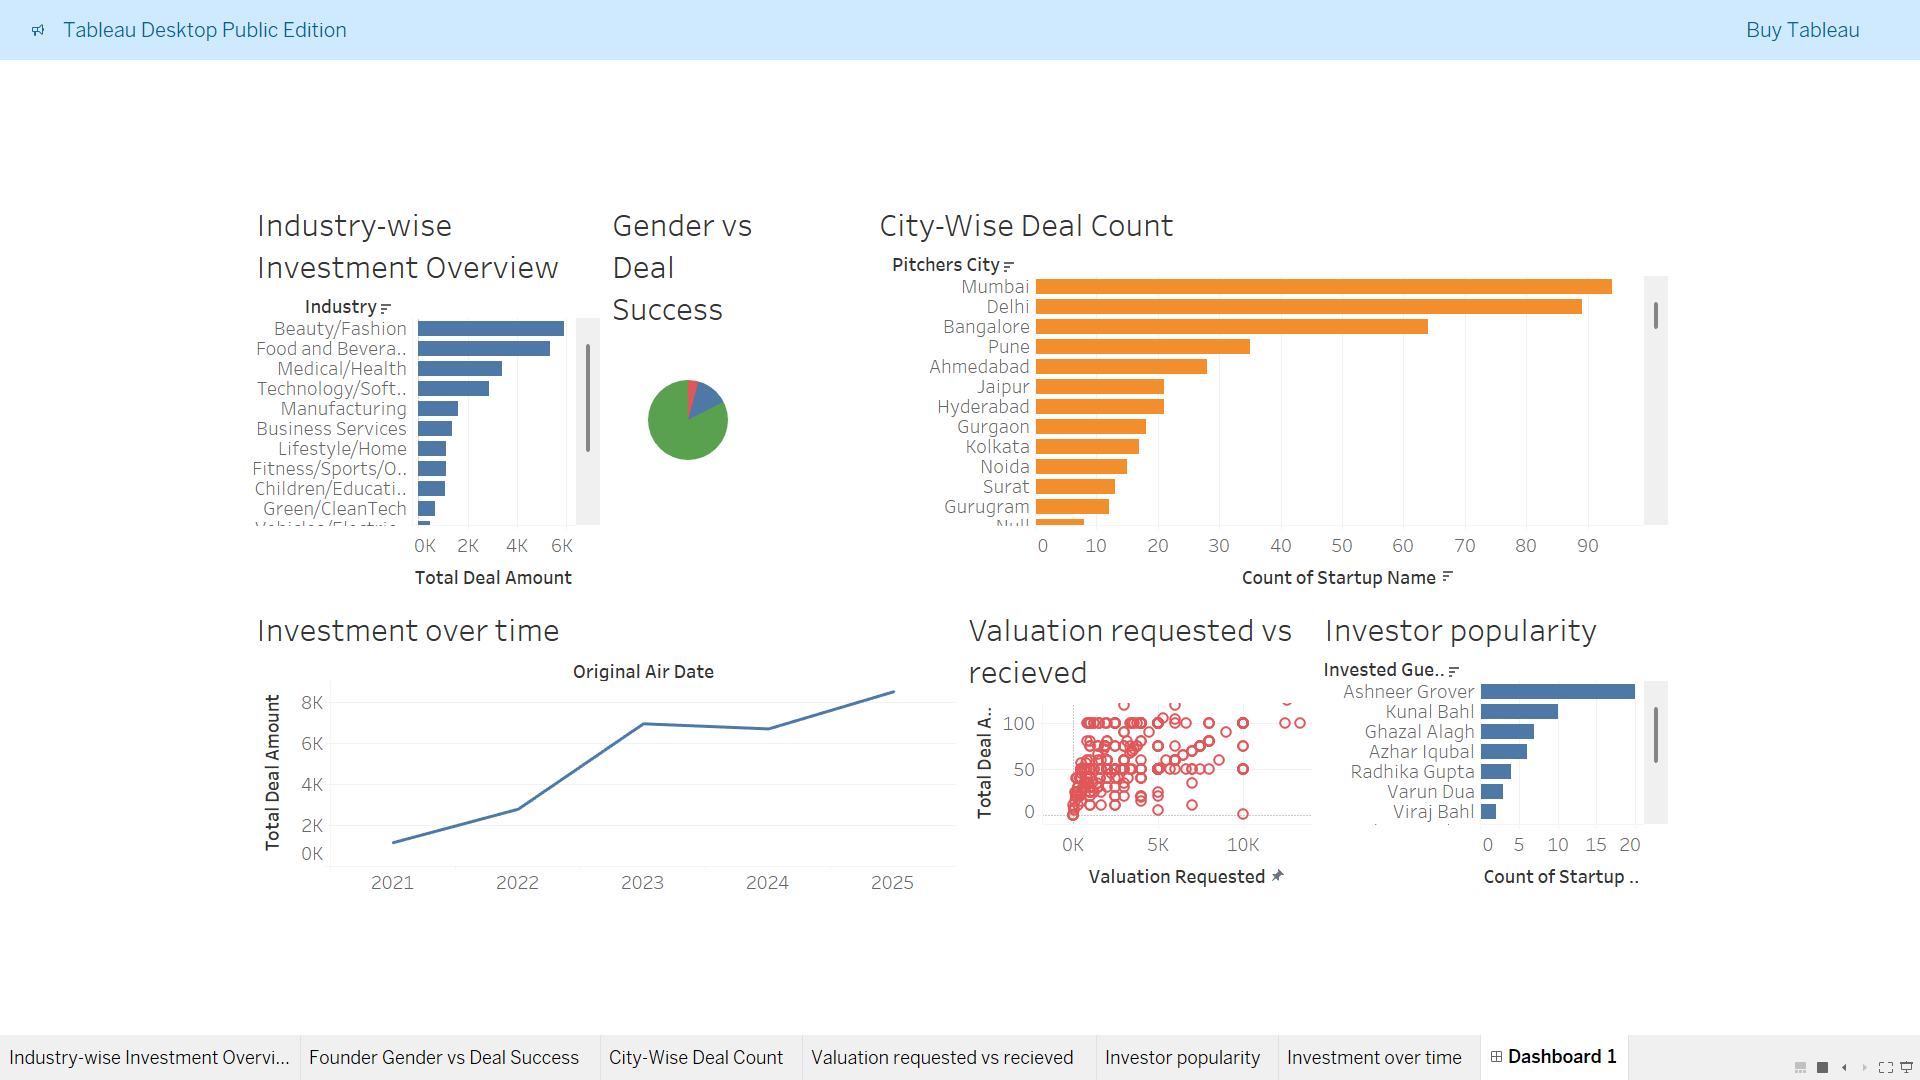 Tableau Desktop Public Edition
Buy Tableau
Industry-wise
Investment Overview
Industry
Beauty/Fashion
Food and Bevera..
Medical/Health
Technology/Soft..
Manufacturing
Business Services
Lifestyle/Home
Fitness/Sports/O..
Children/Educati..
Green/CleanTech
0K 2K 4K 6K
Total Deal Amount
Gender vs
Deal
Success
City-Wise Deal Count
Pitchers City
Mumbai
Delhi
Bangalore
Pune
Ahmedabad
Jaipur
Hyderabad
Gurgaon
Kolkata
Noida
Surat
Gurugram
Null
0 10 20 30 40 50 60 70 80 90
Count of Startup Name
Investment over time
Original Air Date
Total Deal Amount
8K
6K
4K
2K
0K
2021 2022 2023 2024 2025
Valuation requested vs
recieved
Total Deal A..
100
50
0
0K 5K 10K
Valuation Requested
Investor popularity
Invested Gue..
Ashneer Grover
Kunal Bahl
Ghazal Alagh
Azhar Iqubal
Radhika Gupta
Varun Dua
Viraj Bahl
0 5 10 15 20
Count of Startup ..
Industry-wise Investment Overvi...
Founder Gender vs Deal Success
City-Wise Deal Count
Valuation requested vs recieved
Investor popularity
Investment over time
Dashboard 1